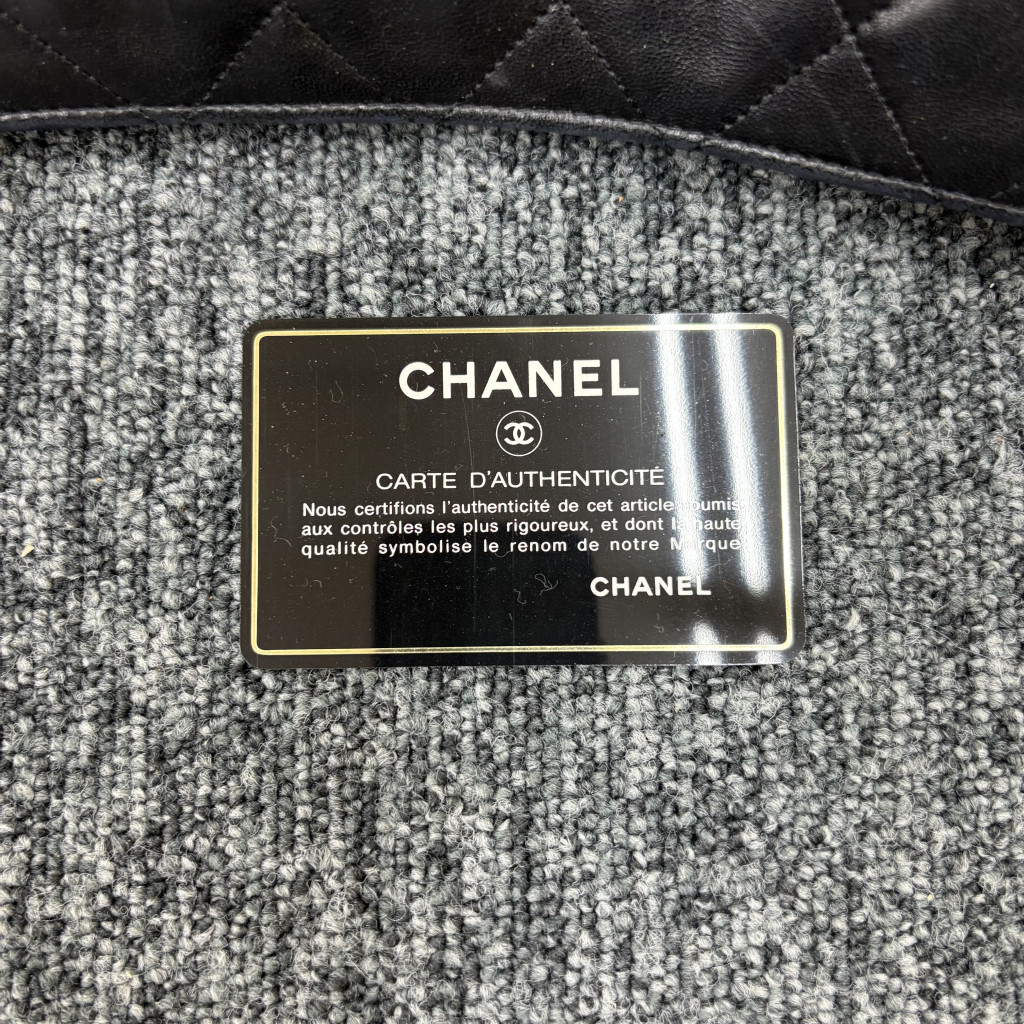 CHANEL
CARTE D'AUTHENTICITÉ
Nous certifions l'authenticité de cet article soumis
aux contrôles les plus rigoureux, et dont la haute
qualité symbolise le renom de notre Marque
CHANEL